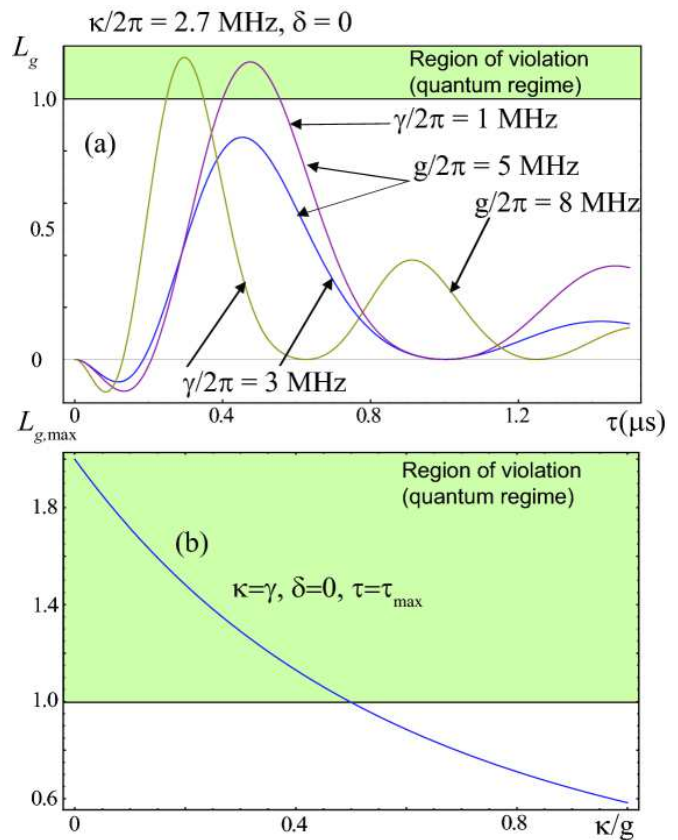 κ/2π = 2.7 MHz, δ = 0
L_g
Region of violation
(quantum regime)
1.0
(a)
γ/2π = 1 MHz
g/2π = 5 MHz
g/2π = 8 MHz
0.5
0
γ/2π = 3 MHz
0
0.4
0.8
1.2
τ(μs)
L_g,max
Region of violation
(quantum regime)
1.8
(b)
κ=γ, δ=0, τ=τ_max
1.4
1.0
0.6
0
0.4
0.8
κ/g